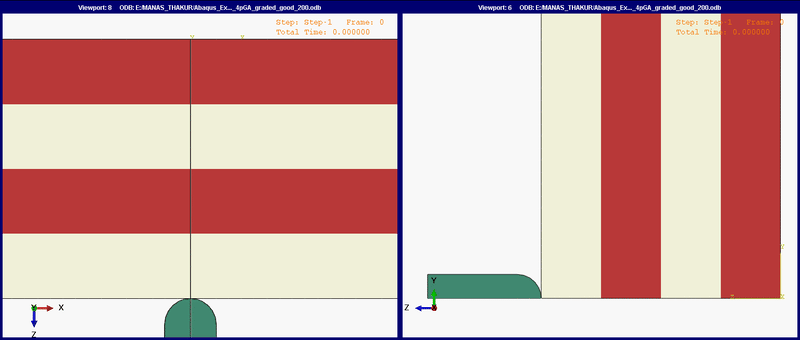 Viewport: 8 ODB: E:/MANAS_THAKUR/Abaqus_Ex..._4pGA_graded_good_200.odb
Step: Step-1 Frame: 0
Total Time: 0.000000
Y
X
Z
Viewport: 6 ODB: E:/MANAS_THAKUR/Abaqus_Ex..._4pGA_graded_good_200.odb
Step: Step-1 Frame: 0
Total Time: 0.000000
Y
Z